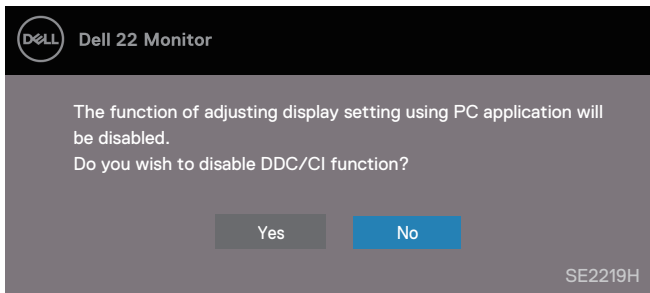 DELL
Dell 22 Monitor
The function of adjusting display setting using PC application will
be disabled.
Do you wish to disable DDC/CI function?
Yes No
SE2219H